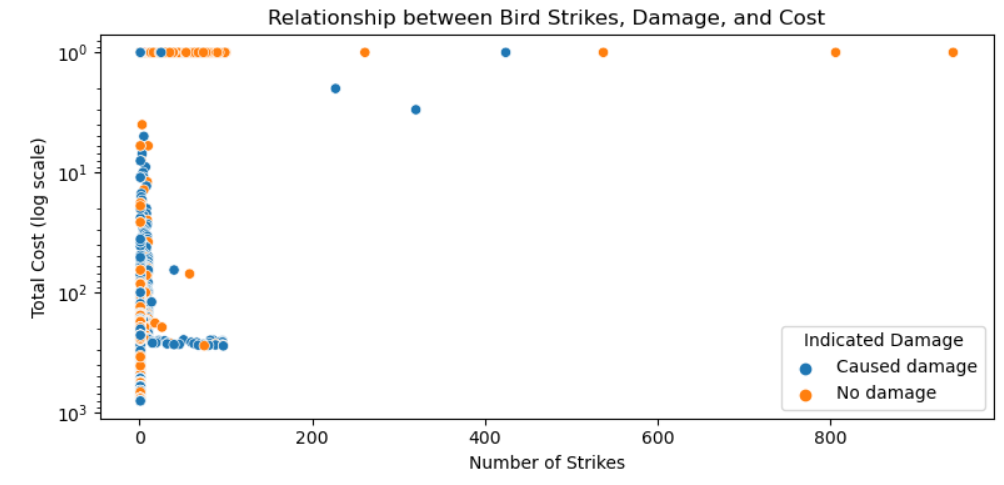 Relationship between Bird Strikes, Damage, and Cost
Total Cost (log scale)
10⁰
10¹
10²
10³
Indicated Damage
Caused damage
No damage
0 200 400 600 800
Number of Strikes